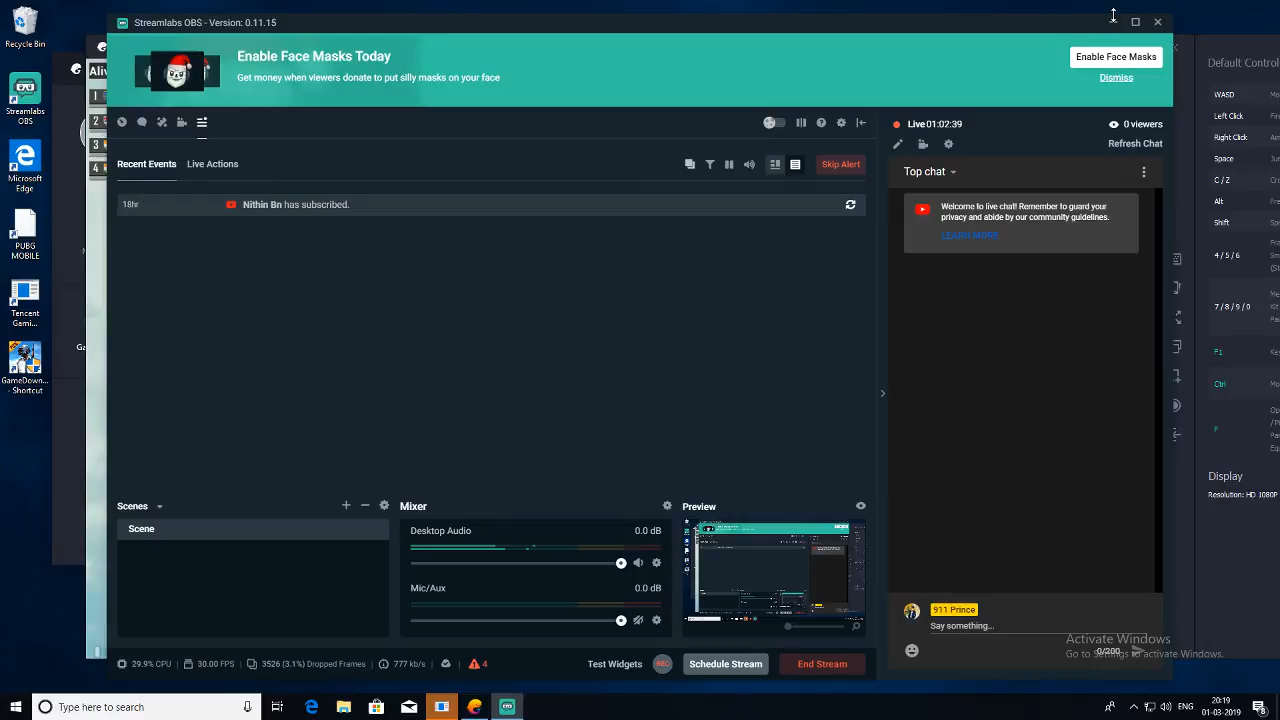 Streamlabs OBS - Version: 0.11.15
Enable Face Masks Today
Get money when viewers donate to put silly masks on your face
Enable Face Masks
Dismiss
Recycle Bin
Streamlabs
OBS
Microsoft
Edge
PUBG
MOBILE
Tencent
Gami...
GameDown...
- Shortcut
Aliv
1
2
3
4
Ga
Live 01:02:39
0 viewers
Refresh Chat
Recent Events
Live Actions
Skip Alert
18hr
Nithin Bn has subscribed.
Top chat
Welcome to live chat! Remember to guard your
privacy and abide by our community guidelines.
LEARN MORE
Default Control
WASD
Mo
Left Click
Right Click
Space
C / Z
Alt
Shift
4 / 5 / 6
7 / 8 / 9 / 0
F1
Ctrl
F
Display
Resolution: HD 1080P
Scenes
Scene
Mixer
Desktop Audio
0.0 dB
Mic/Aux
0.0 dB
Preview
911 Prince
Say something...
0/200
Activate Windows
Go to Settings to activate Windows.
29.9% CPU
30.00 FPS
3526 (3.1%) Dropped Frames
777 kb/s
4
Test Widgets
REC
Schedule Stream
End Stream
Type here to search
ENG
20:19
01-03-2019